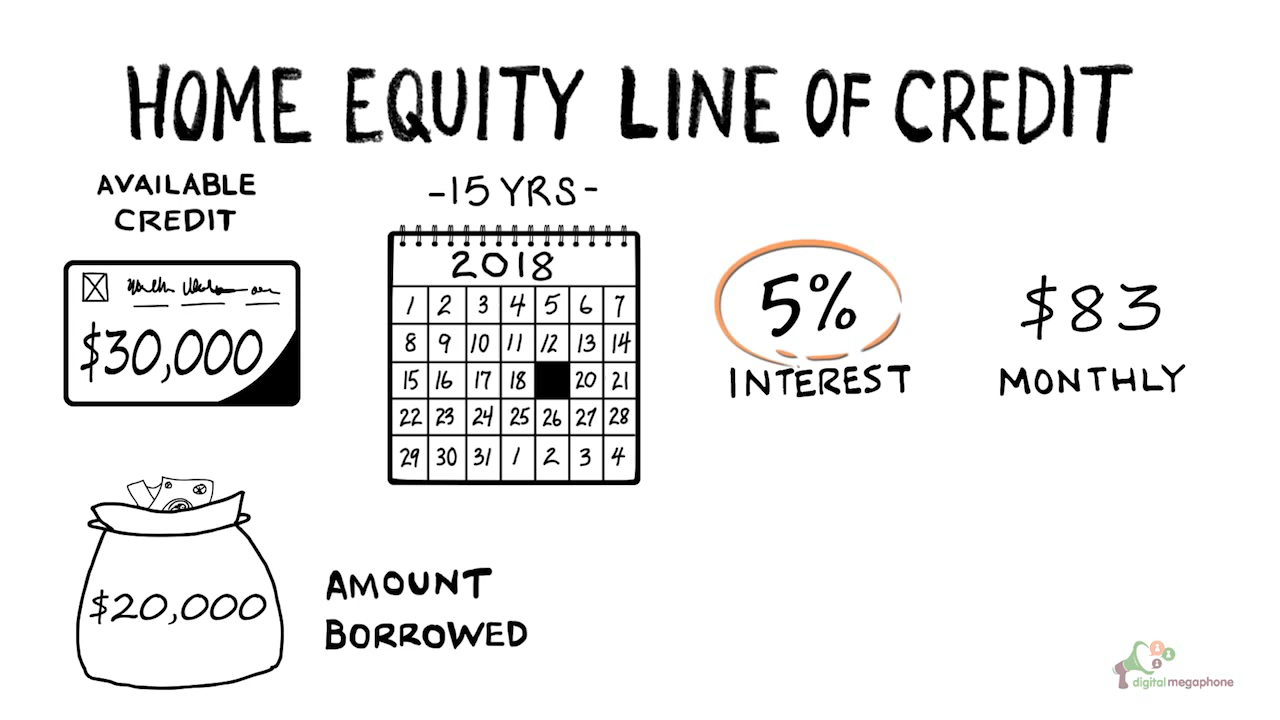 HOME EQUITY LINE OF CREDIT
AVAILABLE
CREDIT
$30,000
-15 YRS-
2018
1 2 3 4 5 6 7
8 9 10 11 12 13 14
15 16 17 18 20 21
22 23 24 25 26 27 28
29 30 31 1 2 3 4
5%
INTEREST
$83
MONTHLY
$20,000
AMOUNT
BORROWED
digitalmegaphone